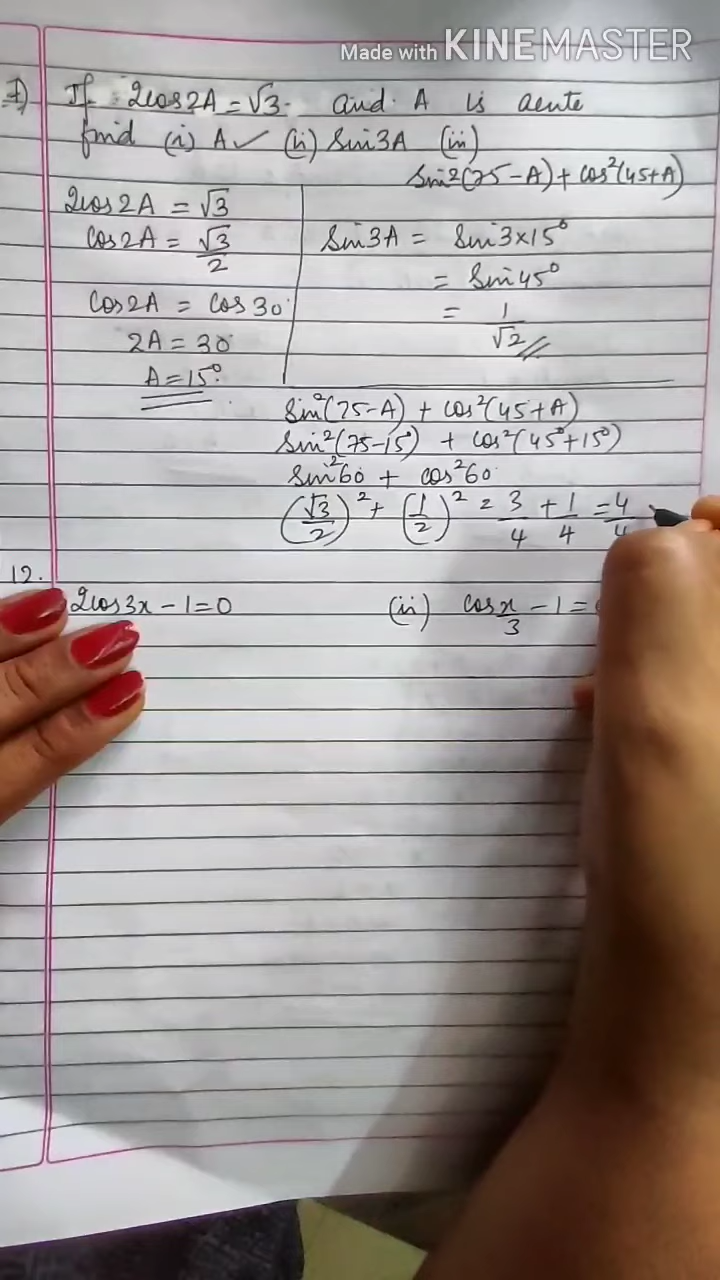 Made with KINEMASTER
7) If 2cos2A = √3. and A is acute
find (i) A ✓ (ii) Sin3A (iii)
Sin²(75-A) + cos²(45+A)
2cos2A = √3
cos2A = √3/2
Cos2A = cos30
2A = 30
A = 15°
Sin3A = Sin3×15°
= Sin45°
= 1/√2 //
Sin²(75-A) + cos²(45+A)
Sin²(75-15°) + cos²(45°+15°)
Sin²60 + cos²60
(√3/2)² + (1/2)² = 3/4 + 1/4 = 4/4
12.
2cos3x - 1 = 0 (ii) cos x/3 - 1 =